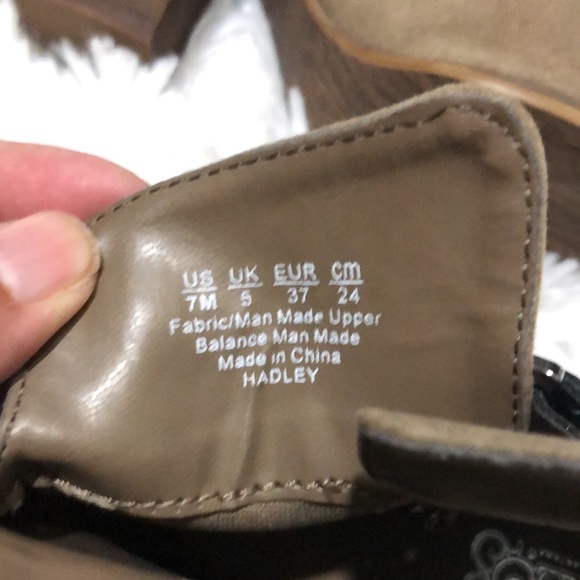 US UK EUR cm
7M 5 37 24
Fabric/Man Made Upper
Balance Man Made
Made in China
HADLEY